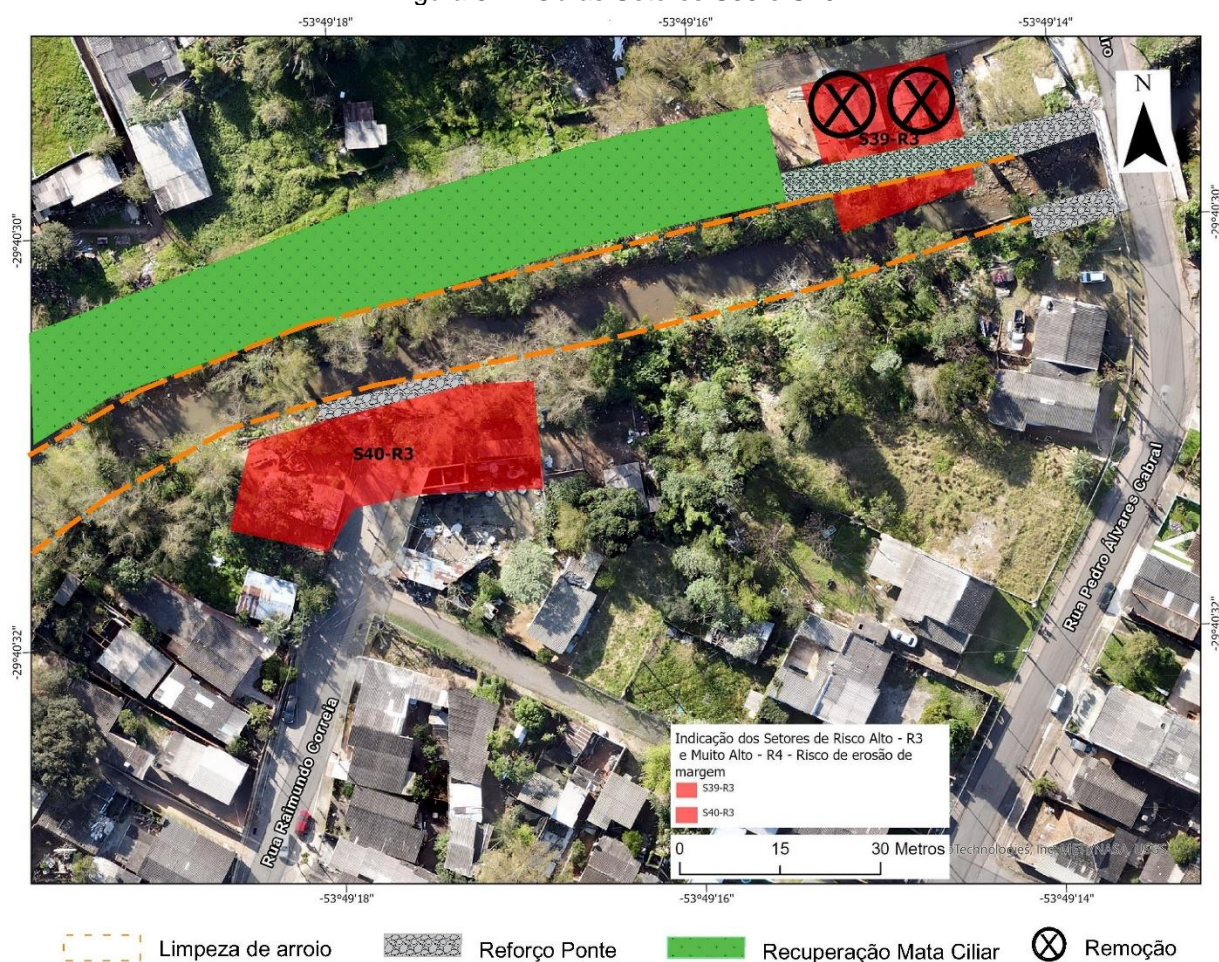 -53°49'18"
-53°49'16"
-53°49'14"
N
S39-R3
-29°40'30"
-29°40'30"
S40-R3
Rua Pedro Álvares Cabral
-29°40'32"
-29°40'32"
Rua Raimundo Correia
Indicação dos Setores de Risco Alto - R3
e Muito Alto - R4 - Risco de erosão de
margem
S39-R3
S40-R3
0 15 30 Metros
-53°49'18"
-53°49'16"
-53°49'14"
Limpeza de arroio
Reforço Ponte
Recuperação Mata Ciliar
Remoção